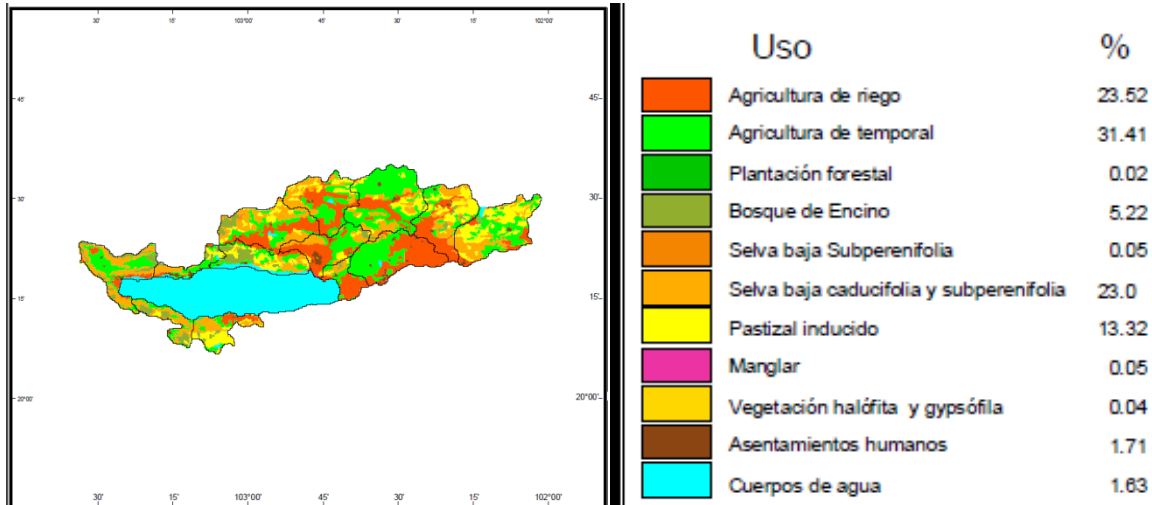 30' 15' 103°00' 45' 30' 15' 102°00'
45' 45'
30' 30'
15' 15'
20°00' 20°00'
30' 15' 103°00' 45' 30' 15' 102°00'
Uso %
Agricultura de riego 23.52
Agricultura de temporal 31.41
Plantación forestal 0.02
Bosque de Encino 5.22
Selva baja Subperenifolia 0.05
Selva baja caducifolia y subperenifolia 23.0
Pastizal inducido 13.32
Manglar 0.05
Vegetación halófita y gypsófila 0.04
Asentamientos humanos 1.71
Cuerpos de agua 1.63